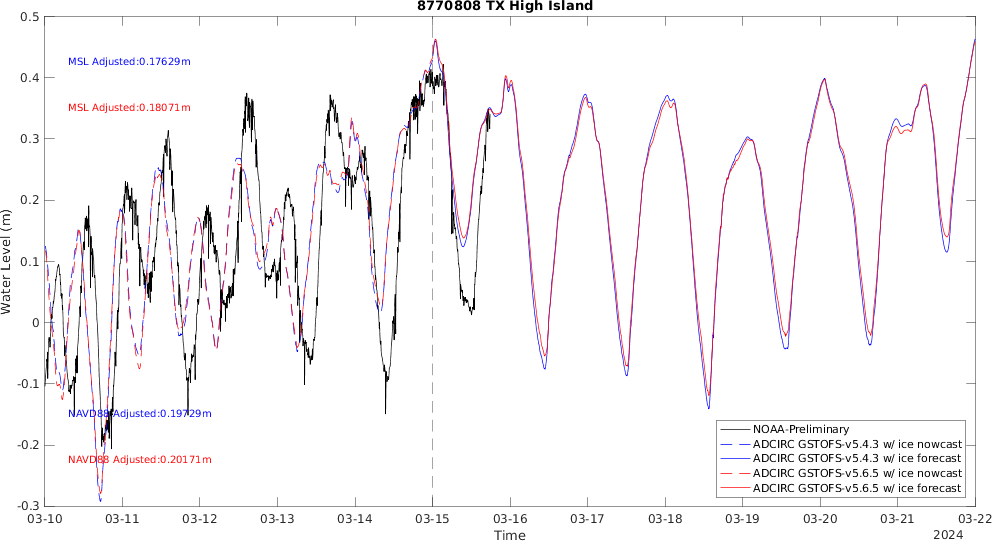 8770808 TX High Island
0.5
0.4
0.3
0.2
0.1
0
-0.1
-0.2
-0.3
Water Level (m)
MSL Adjusted:0.17629m
MSL Adjusted:0.18071m
NAVD88 Adjusted:0.19729m
NAVD88 Adjusted:0.20171m
NOAA-Preliminary
ADCIRC GSTOFS-v5.4.3 w/ ice nowcast
ADCIRC GSTOFS-v5.4.3 w/ ice forecast
ADCIRC GSTOFS-v5.6.5 w/ ice nowcast
ADCIRC GSTOFS-v5.6.5 w/ ice forecast
03-10 03-11 03-12 03-13 03-14 03-15 03-16 03-17 03-18 03-19 03-20 03-21 03-22
Time
2024